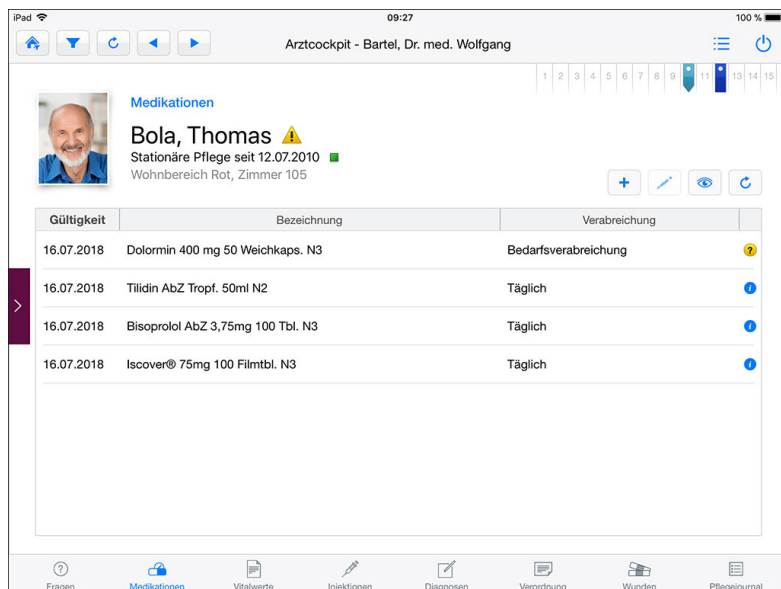 iPad 09:27 100 %
Arztcockpit - Bartel, Dr. med. Wolfgang
1 2 3 4 5 6 7 8 9 11 13 14 15
Medikationen
Bola, Thomas
Stationäre Pflege seit 12.07.2010
Wohnbereich Rot, Zimmer 105
Gültigkeit Bezeichnung Verabreichung
16.07.2018 Dolormin 400 mg 50 Weichkaps. N3 Bedarfsverabreichung ?
16.07.2018 Tilidin AbZ Tropf. 50ml N2 Täglich i
16.07.2018 Bisoprolol AbZ 3,75mg 100 Tbl. N3 Täglich i
16.07.2018 Iscover® 75mg 100 Filmtbl. N3 Täglich i
Fragen Medikationen Vitalwerte Injektionen Diagnosen Verordnung Wunden Pflegejournal